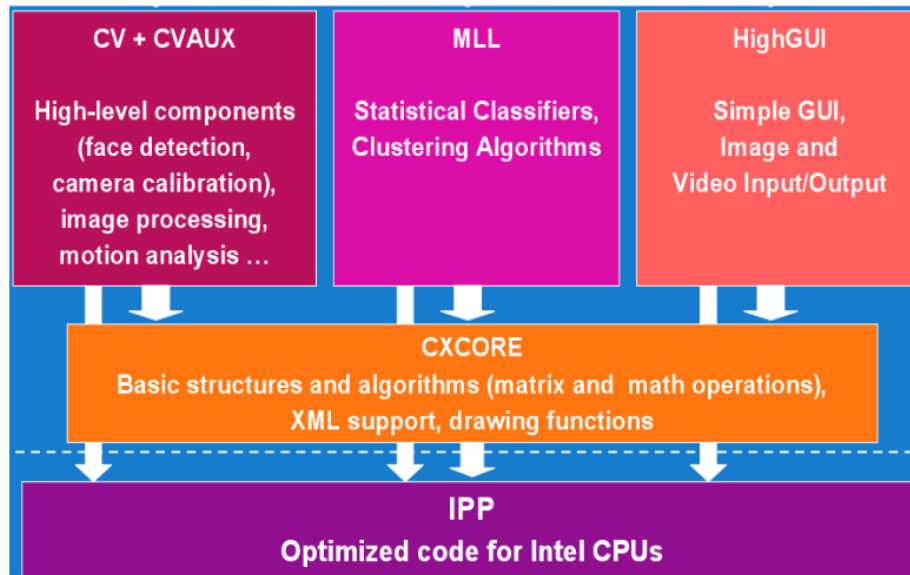 CV + CVAUX
High-level components
(face detection,
camera calibration),
image processing,
motion analysis …
MLL
Statistical Classifiers,
Clustering Algorithms
HighGUI
Simple GUI,
Image and
Video Input/Output
CXCORE
Basic structures and algorithms (matrix and math operations),
XML support, drawing functions
IPP
Optimized code for Intel CPUs